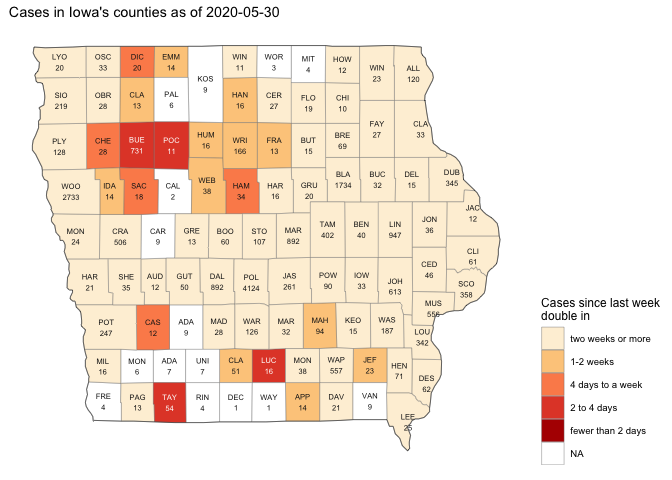 Cases in Iowa's counties as of 2020-05-30
LYO OSC DIC EMM WIN WOR MIT HOW WIN ALL
20 33 20 14 11 3 4 12 23 120
KOS
9
SIO OBR CLA PAL HAN CER FLO CHI
219 28 13 6 16 27 19 10
FAY CLA
27 33
PLY CHE BUE POC HUM WRI FRA BUT BRE
128 28 731 11 16 166 13 15 69
WOO IDA SAC CAL WEB HAM HAR GRU BLA BUC DEL DUB
2733 14 18 2 38 34 16 20 1734 32 15 345
JAC
12
MON CRA CAR GRE BOO STO MAR TAM BEN LIN JON
24 506 9 13 60 107 892 402 40 947 36
CLI
61
HAR SHE AUD GUT DAL POL JAS POW IOW JOH CED SCO
21 35 12 50 892 4124 261 90 33 613 46 358
MUS
556
POT CAS ADA MAD WAR MAR MAH KEO WAS LOU
247 12 9 28 126 32 94 15 187 342
MIL MON ADA UNI CLA LUC MON WAP JEF HEN DES
16 6 7 7 51 16 38 557 23 71 62
FRE PAG TAY RIN DEC WAY APP DAV VAN LEE
4 13 54 4 1 1 14 21 9 25
Cases since last week
double in
two weeks or more
1-2 weeks
4 days to a week
2 to 4 days
fewer than 2 days
NA